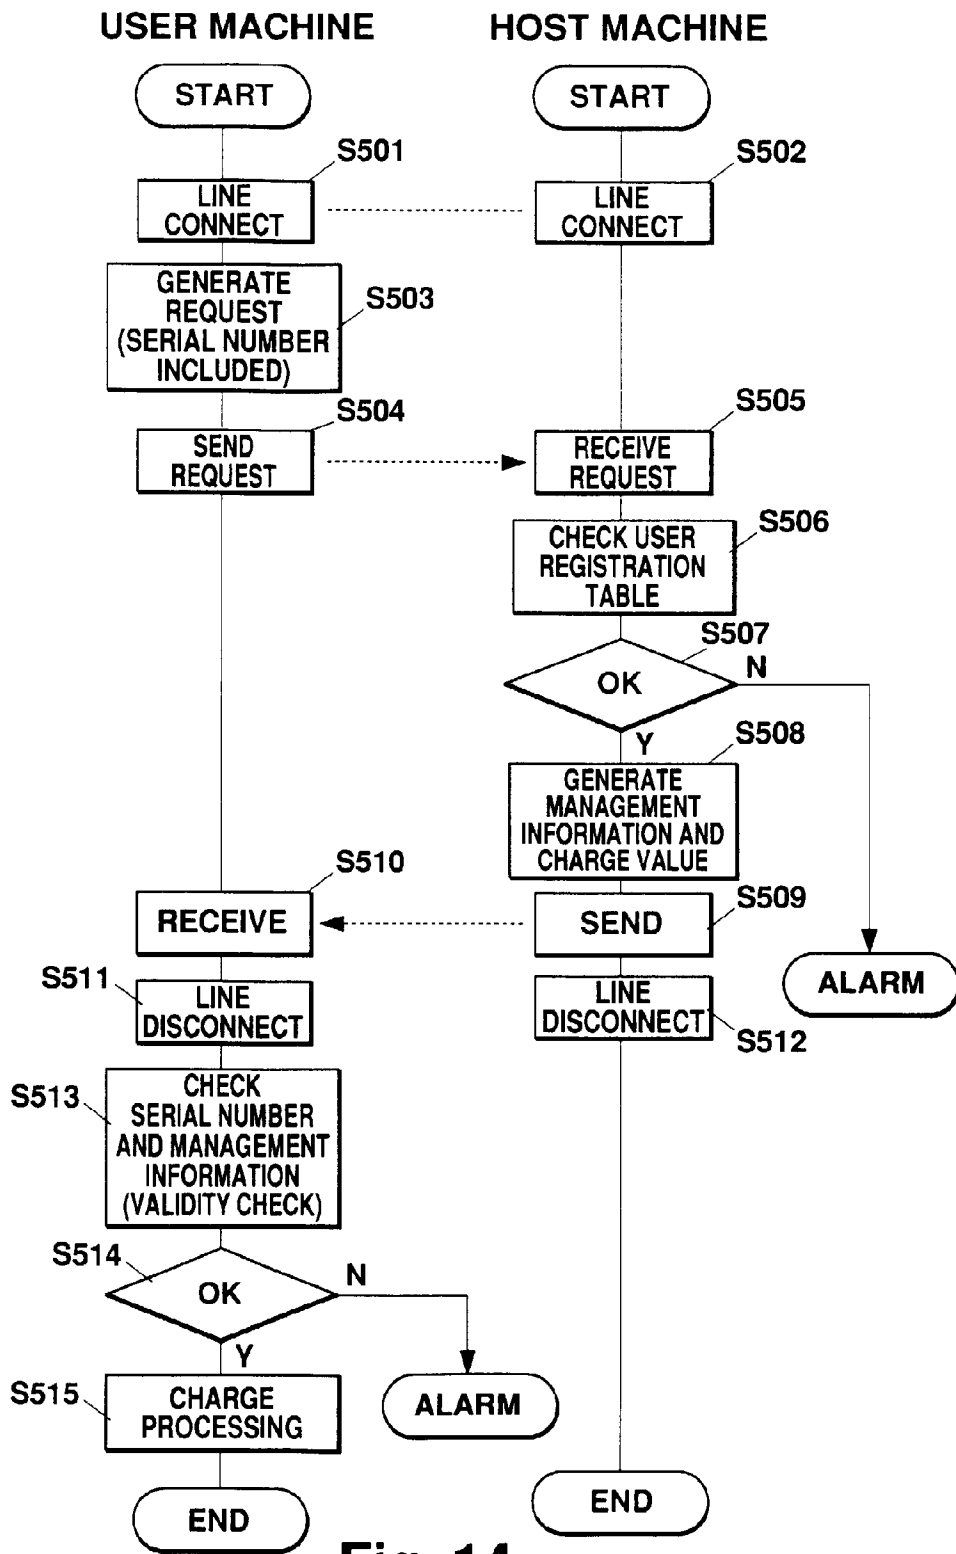 USER MACHINE
HOST MACHINE
START
START
S501
S502
LINE
CONNECT
LINE
CONNECT
GENERATE
REQUEST
(SERIAL NUMBER
INCLUDED)
S503
S504
S505
SEND
REQUEST
RECEIVE
REQUEST
S506
CHECK USER
REGISTRATION
TABLE
S507
OK
N
Y
S508
GENERATE
MANAGEMENT
INFORMATION AND
CHARGE VALUE
S510
S509
RECEIVE
SEND
S511
LINE
DISCONNECT
LINE
DISCONNECT
S512
ALARM
S513
CHECK
SERIAL NUMBER
AND MANAGEMENT
INFORMATION
(VALIDITY CHECK)
S514
OK
N
Y
S515
CHARGE
PROCESSING
ALARM
END
END
Fig. 14